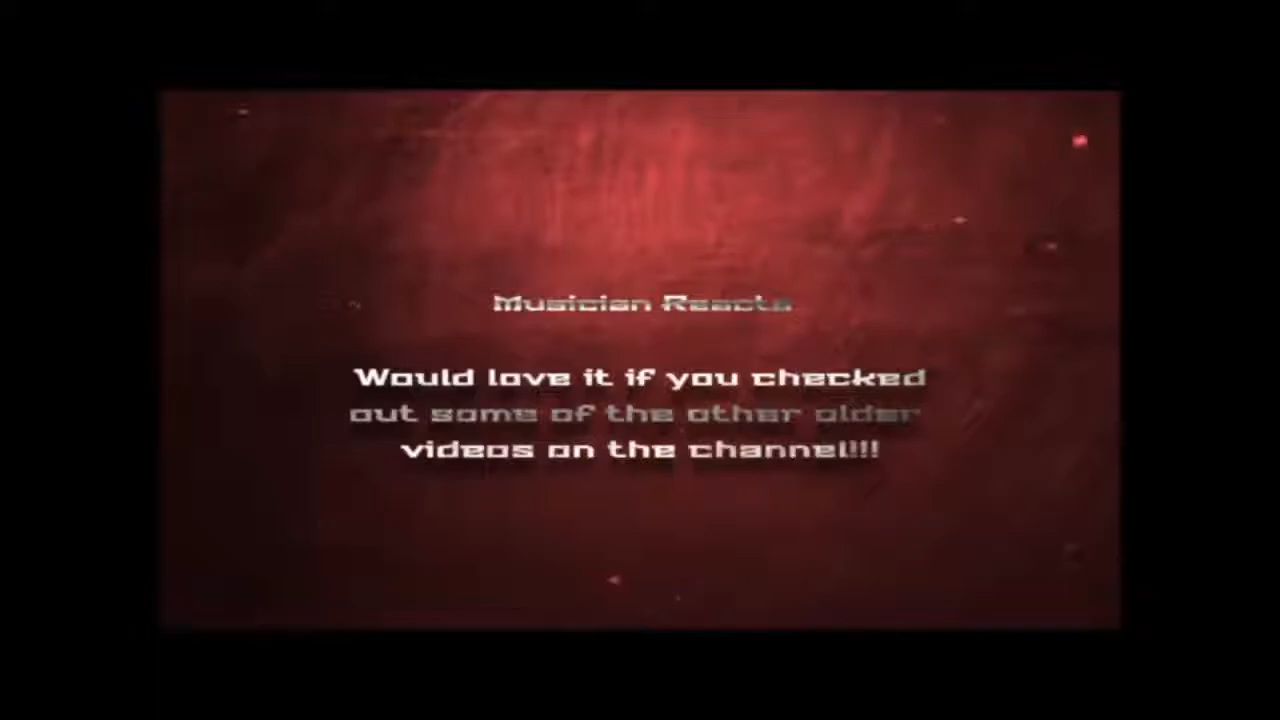 Musician Reacts
Would love it if you checked
out some of the other older
videos on the channel!!!